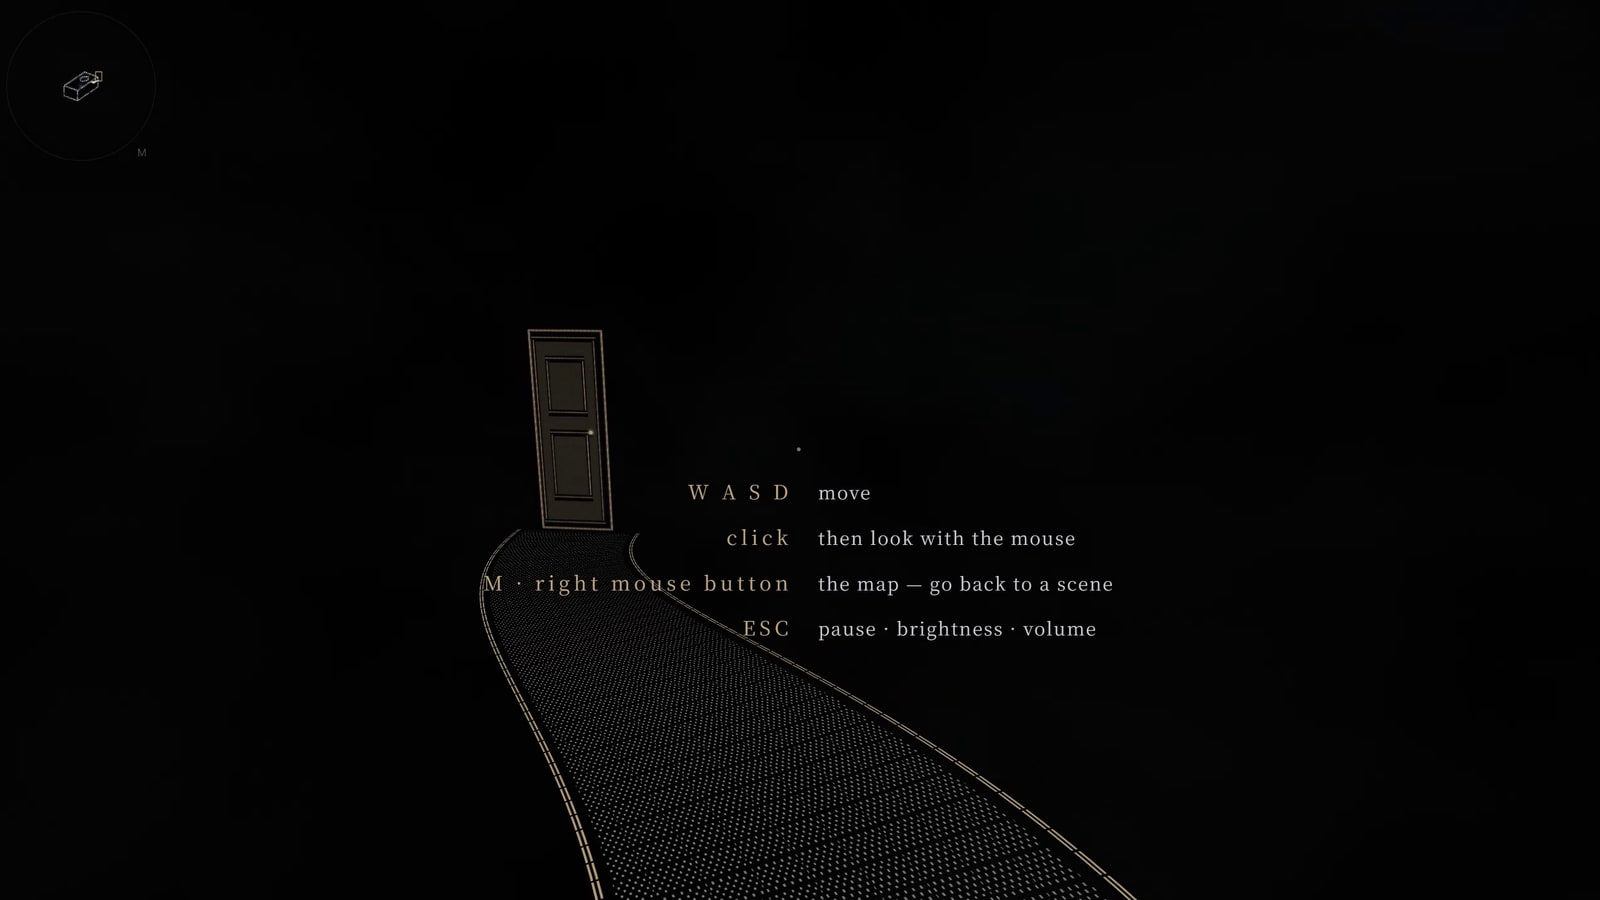 M
W A S D move
click then look with the mouse
M · right mouse button the map — go back to a scene
ESC pause · brightness · volume